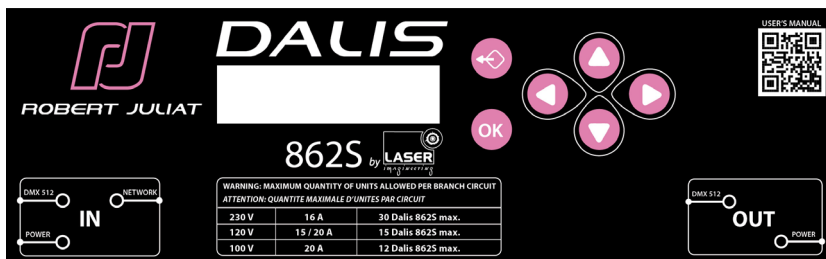 DALIS
USER'S MANUAL
ROBERT JULIAT
OK
862S by LASER
imagineering
DMX 512
NETWORK
IN
POWER
WARNING: MAXIMUM QUANTITY OF UNITS ALLOWED PER BRANCH CIRCUIT
ATTENTION: QUANTITE MAXIMALE D'UNITES PAR CIRCUIT
230 V 16 A 30 Dalis 862S max.
120 V 15 / 20 A 15 Dalis 862S max.
100 V 20 A 12 Dalis 862S max.
DMX 512
OUT
POWER